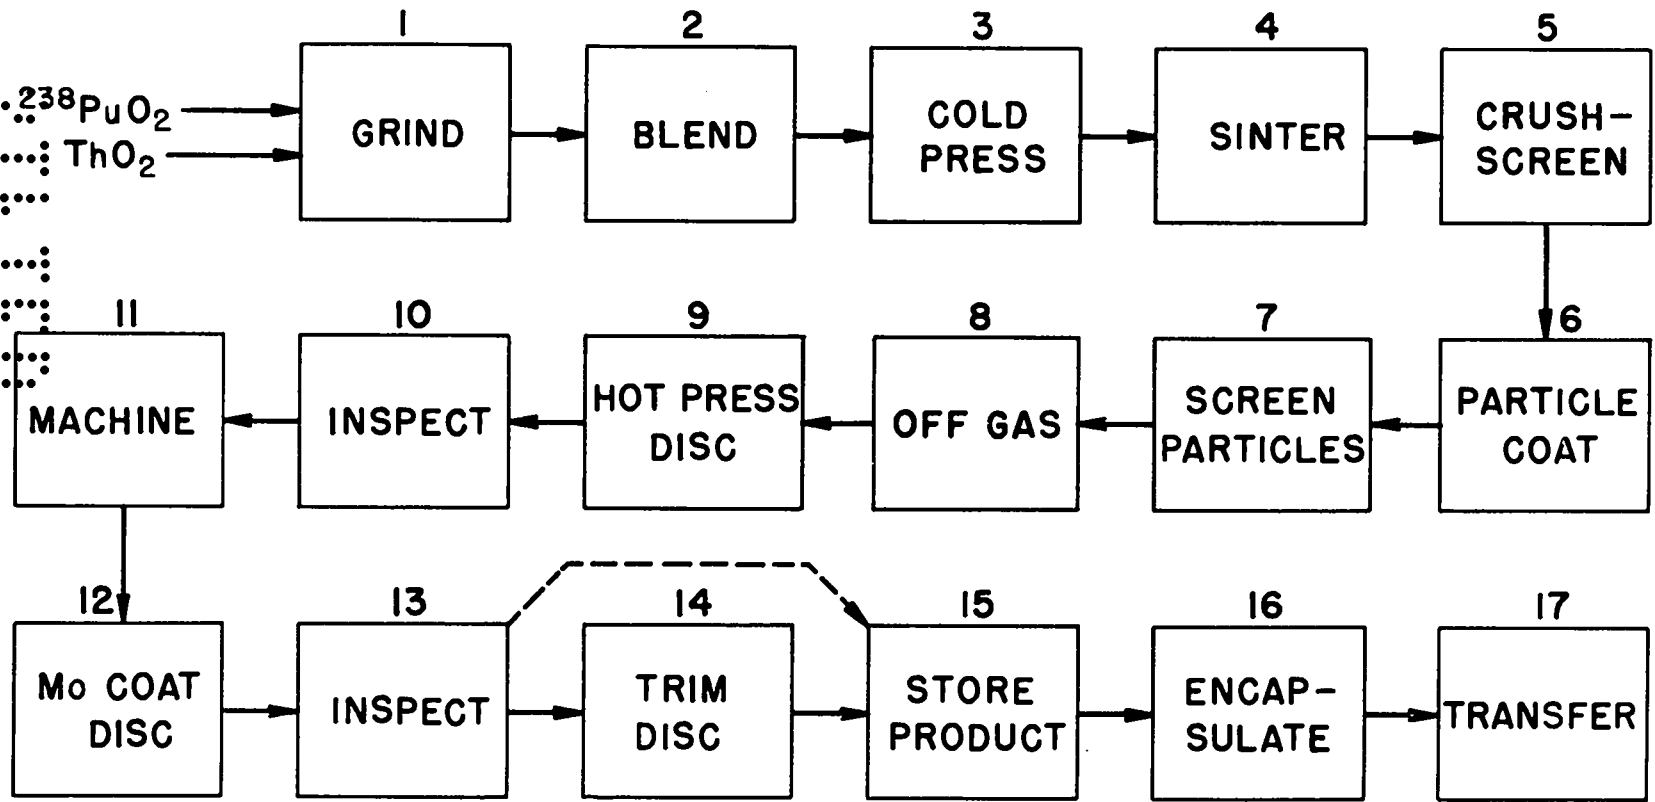 1
2
3
4
5
²³⁸PuO₂
ThO₂
GRIND
BLEND
COLD
PRESS
SINTER
CRUSH-
SCREEN
11
10
9
8
7
6
MACHINE
INSPECT
HOT PRESS
DISC
OFF GAS
SCREEN
PARTICLES
PARTICLE
COAT
12
13
14
15
16
17
Mo COAT
DISC
INSPECT
TRIM
DISC
STORE
PRODUCT
ENCAP-
SULATE
TRANSFER